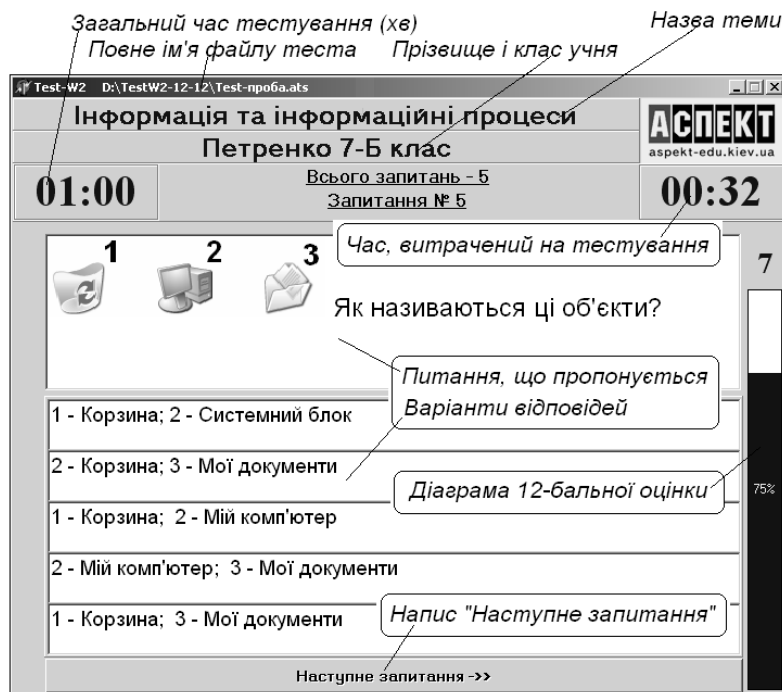 Загальний час тестування (хв)
Назва теми
Повне ім'я файлу теста
Прізвище і клас учня
Test-W2 D:\TestW2-12-12\Test-проба.ats
Інформація та інформаційні процеси
Петренко 7-Б клас
АСПЕКТ
aspekt-edu.kiev.ua
01:00
Всього запитань - 5
Запитання № 5
00:32
Час, витрачений на тестування
1 2 3
7
Як називаються ці об'єкти?
Питання, що пропонується
Варіанти відповідей
1 - Корзина; 2 - Системний блок
2 - Корзина; 3 - Мої документи
Діаграма 12-бальної оцінки
75%
1 - Корзина; 2 - Мій комп'ютер
2 - Мій комп'ютер; 3 - Мої документи
1 - Корзина; 3 - Мої документи
Напис "Наступне запитання"
Наступне запитання ->>